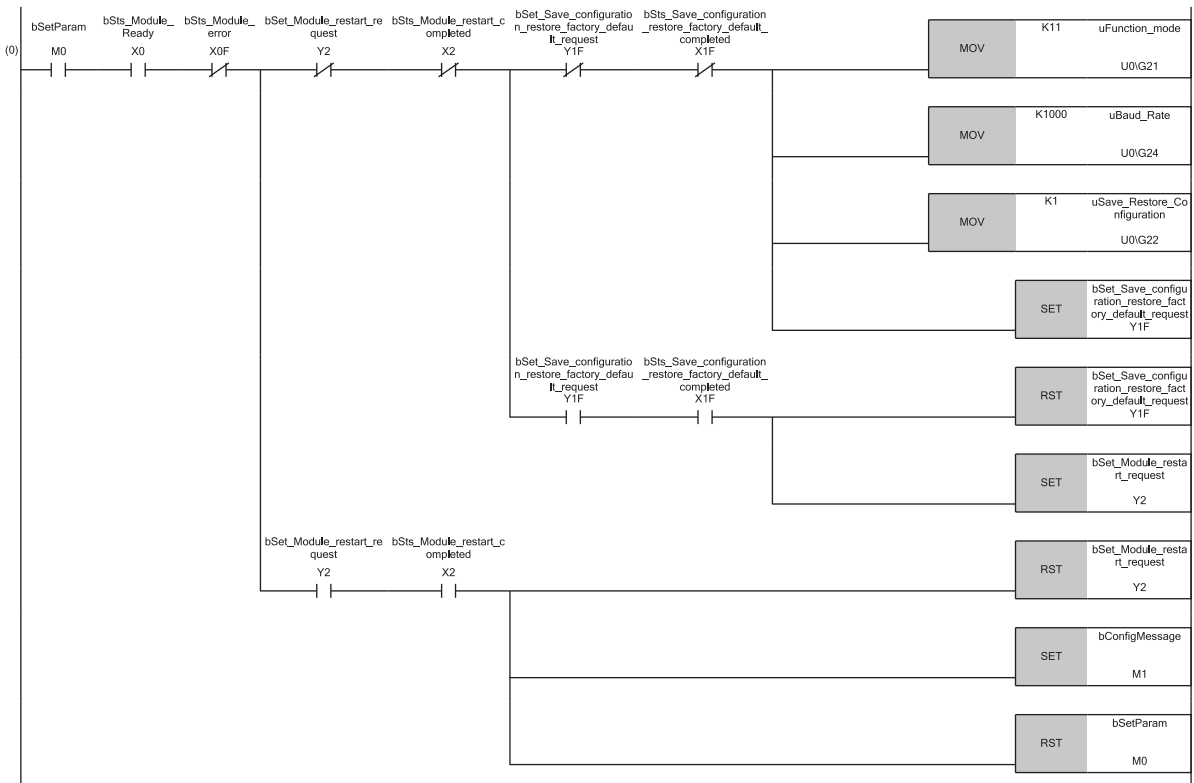 bSetParam
M0
bSts_Module_
Ready
X0
bSts_Module_
error
X0F
bSet_Module_restart_re
quest
Y2
bSts_Module_restart_c
ompleted
X2
bSet_Save_configuratio
n_restore_factory_defau
lt_request
Y1F
bSts_Save_configuration
_restore_factory_default_
completed
X1F
(0)
MOV
K11
uFunction_mode
U0\G21
MOV
K1000
uBaud_Rate
U0\G24
MOV
K1
uSave_Restore_Co
nfiguration
U0\G22
SET
bSet_Save_configu
ration_restore_fact
ory_default_request
Y1F
bSet_Save_configuratio
n_restore_factory_defau
lt_request
Y1F
bSts_Save_configuration
_restore_factory_default_
completed
X1F
RST
bSet_Save_configu
ration_restore_fact
ory_default_request
Y1F
SET
bSet_Module_resta
rt_request
Y2
bSet_Module_restart_re
quest
Y2
bSts_Module_restart_c
ompleted
X2
RST
bSet_Module_resta
rt_request
Y2
SET
bConfigMessage
M1
RST
bSetParam
M0